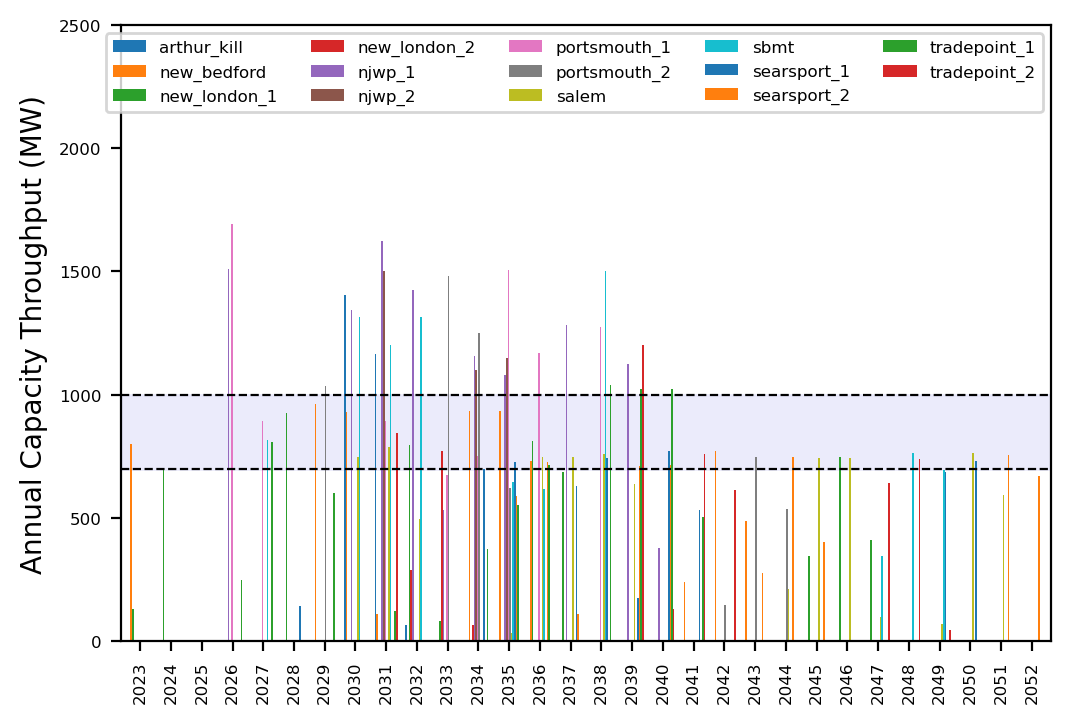 2500
arthur_kill new_london_2 portsmouth_1 sbmt tradepoint_1
new_bedford njwp_1 portsmouth_2 searsport_1 tradepoint_2
new_london_1 njwp_2 salem searsport_2
2000
1500
1000
500
0
Annual Capacity Throughput (MW)
2023 2024 2025 2026 2027 2028 2029 2030 2031 2032 2033 2034 2035 2036 2037 2038 2039 2040 2041 2042 2043 2044 2045 2046 2047 2048 2049 2050 2051 2052